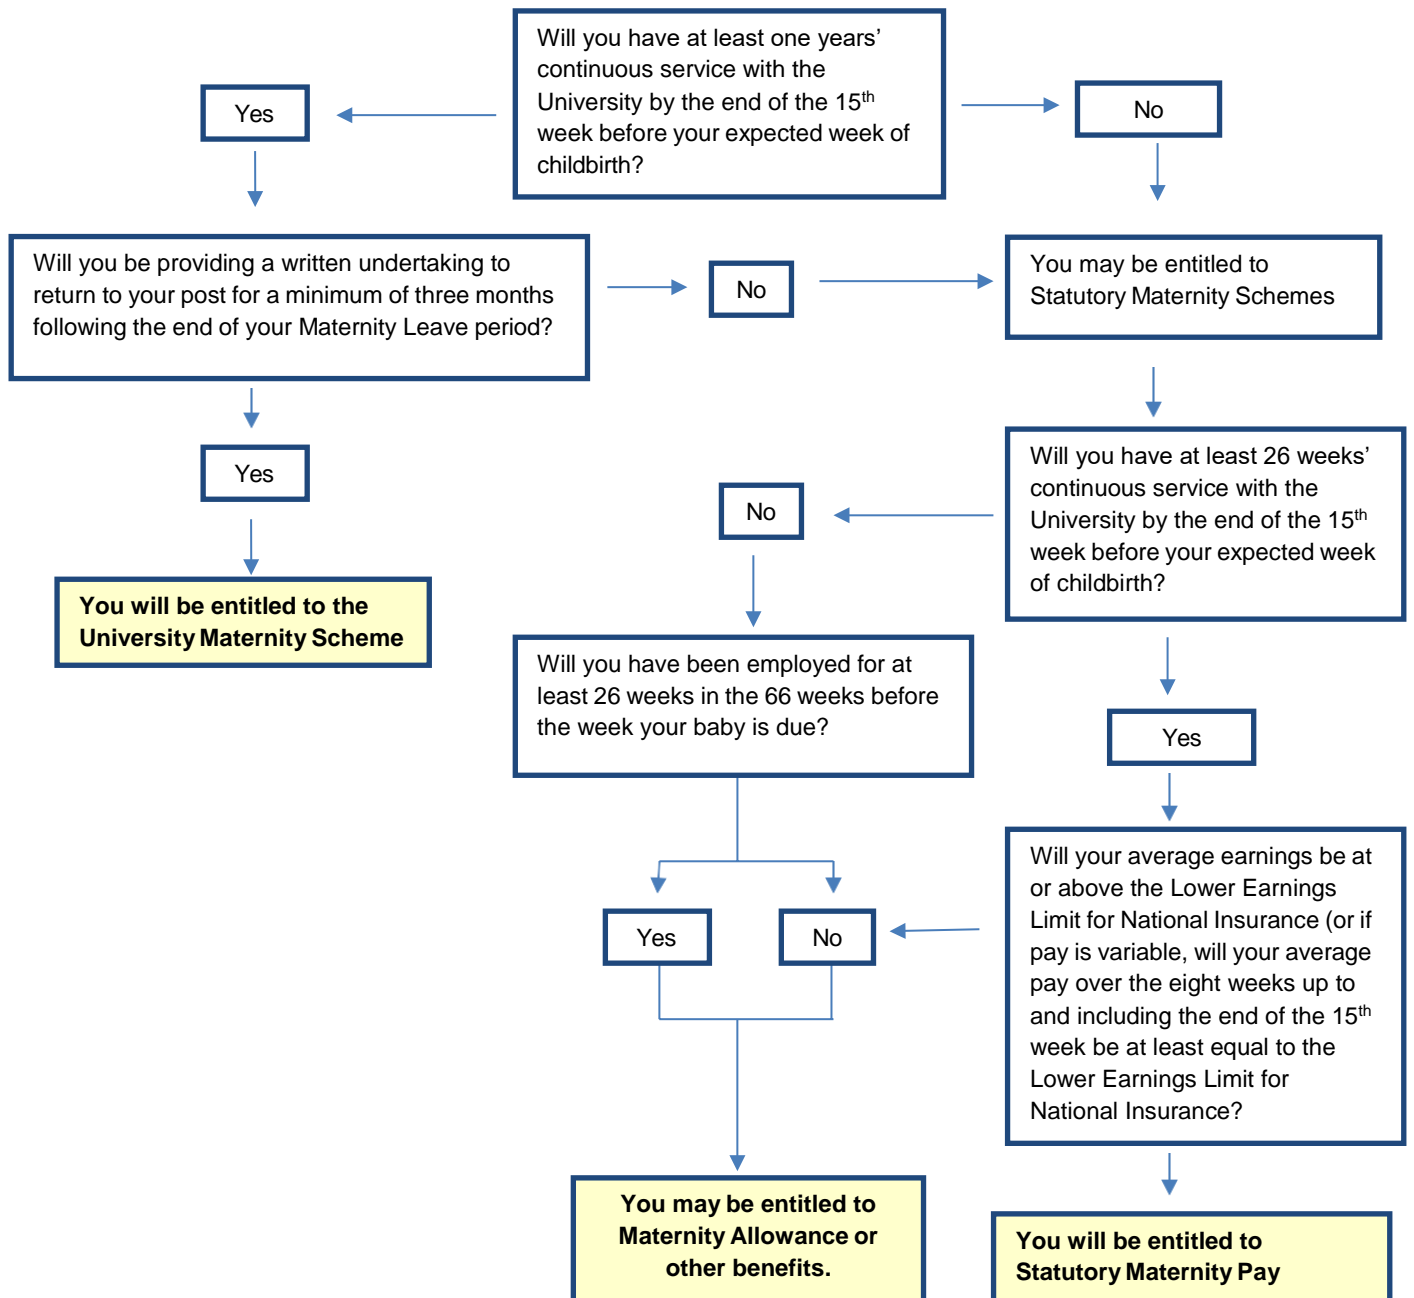 Will you have at least one years’
continuous service with the
University by the end of the 15th
week before your expected week of
childbirth?
Yes
No
Will you be providing a written undertaking to
return to your post for a minimum of three months
following the end of your Maternity Leave period?
No
You may be entitled to
Statutory Maternity Schemes
Yes
Will you have at least 26 weeks’
continuous service with the
University by the end of the 15th
week before your expected week
of childbirth?
No
You will be entitled to the
University Maternity Scheme
Will you have been employed for at
least 26 weeks in the 66 weeks before
the week your baby is due?
Yes
Will your average earnings be at
or above the Lower Earnings
Limit for National Insurance (or if
pay is variable, will your average
pay over the eight weeks up to
and including the end of the 15th
week be at least equal to the
Lower Earnings Limit for
National Insurance?
Yes
No
You may be entitled to
Maternity Allowance or
other benefits.
You will be entitled to
Statutory Maternity Pay